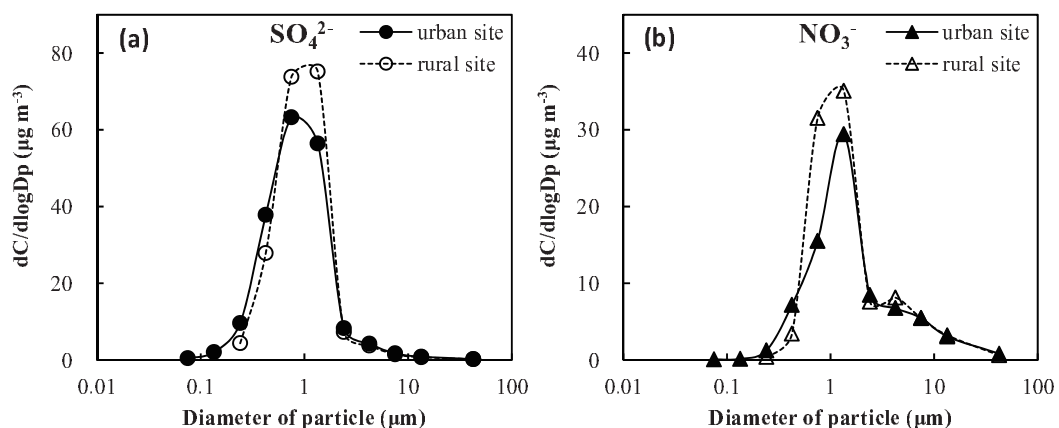 (a)
SO₄²⁻
urban site
rural site
dC/dlogDp (µg m⁻³)
80
60
40
20
0
0.01 0.1 1 10 100
Diameter of particle (µm)
(b)
NO₃⁻
urban site
rural site
dC/dlogDp (µg m⁻³)
40
30
20
10
0
0.01 0.1 1 10 100
Diameter of particle (µm)